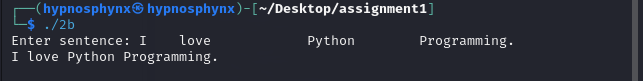 ┌──(hypnosphynx㉿hypnosphynx)-[~/Desktop/assignment1]
└─$ ./2b
Enter sentence: I    love              Python         Programming.
I love Python Programming.